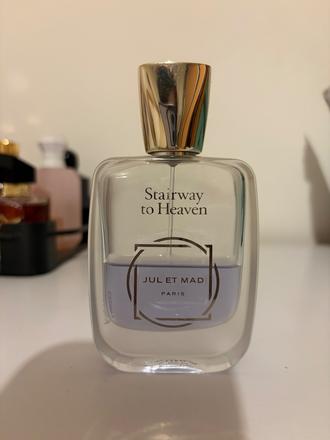 Stairway
to Heaven
JUL ET MAD
PARIS